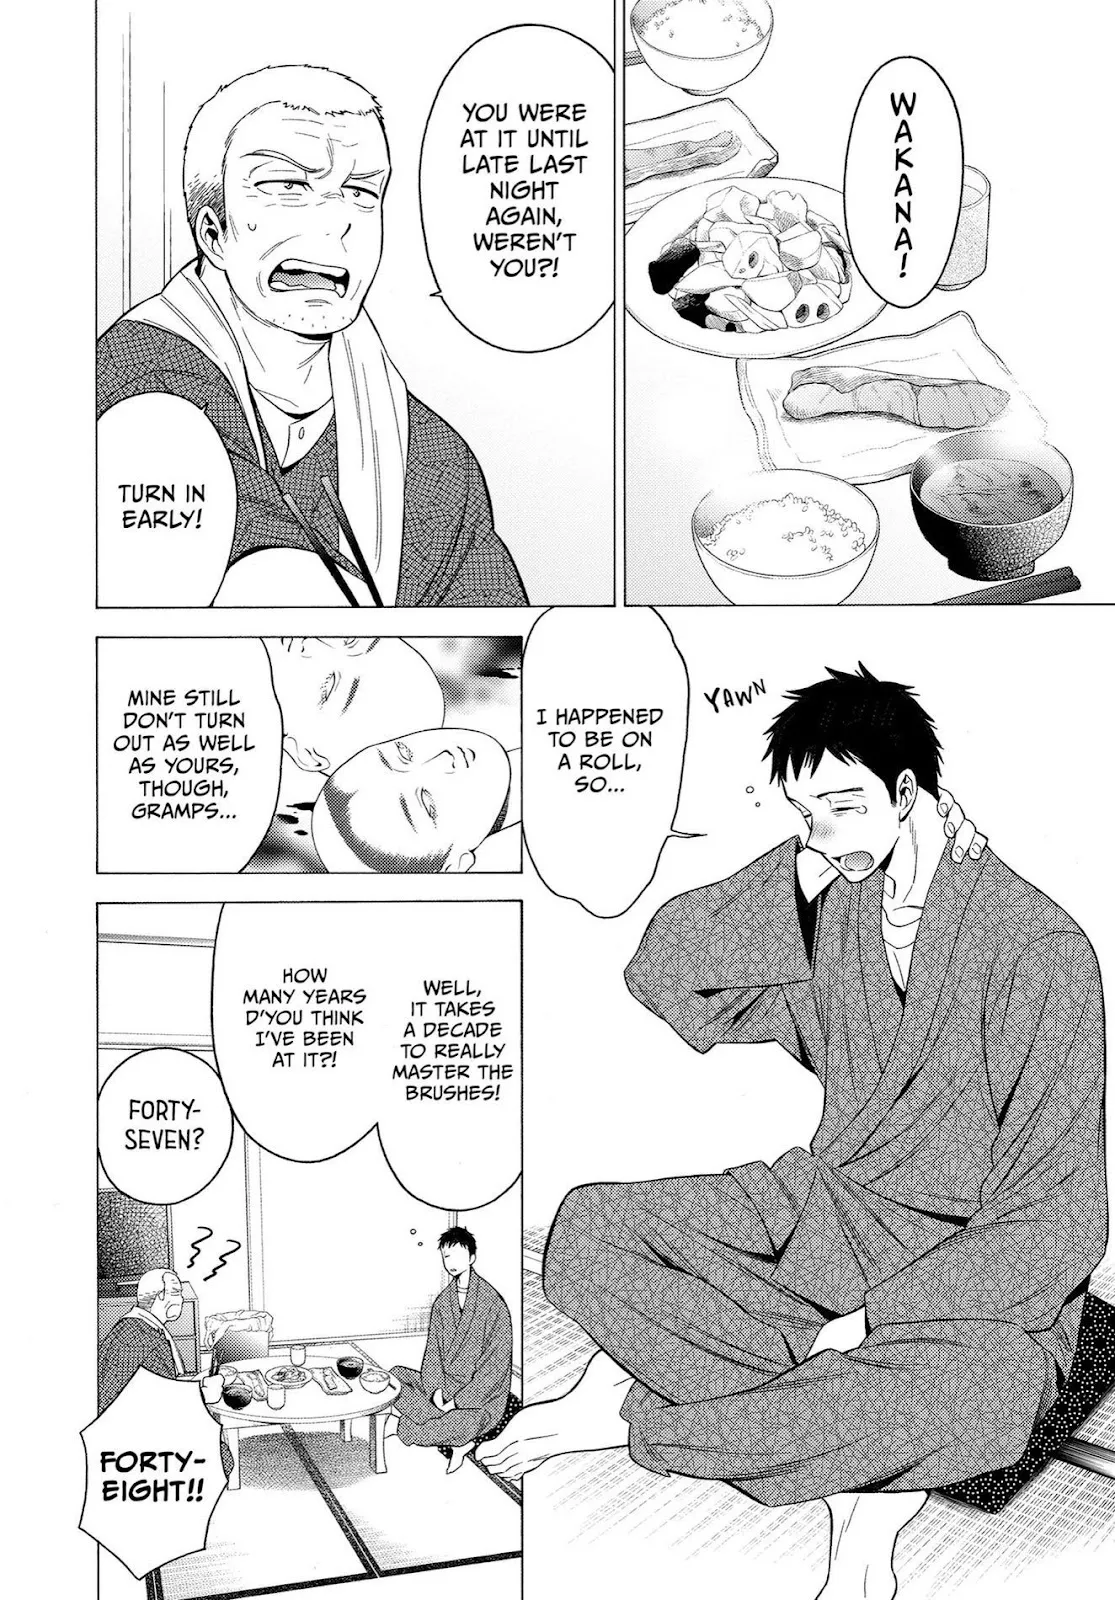 WAKANA!
YOU WERE
AT IT UNTIL
LATE LAST
NIGHT
AGAIN,
WEREN'T
YOU?!
TURN IN
EARLY!
YAWN
I HAPPENED
TO BE ON
A ROLL,
SO...
MINE STILL
DON'T TURN
OUT AS WELL
AS YOURS,
THOUGH,
GRAMPS...
WELL,
IT TAKES
A DECADE
TO REALLY
MASTER THE
BRUSHES!
HOW
MANY YEARS
D'YOU THINK
I'VE BEEN
AT IT?!
FORTY-
SEVEN?
FORTY-
EIGHT!!